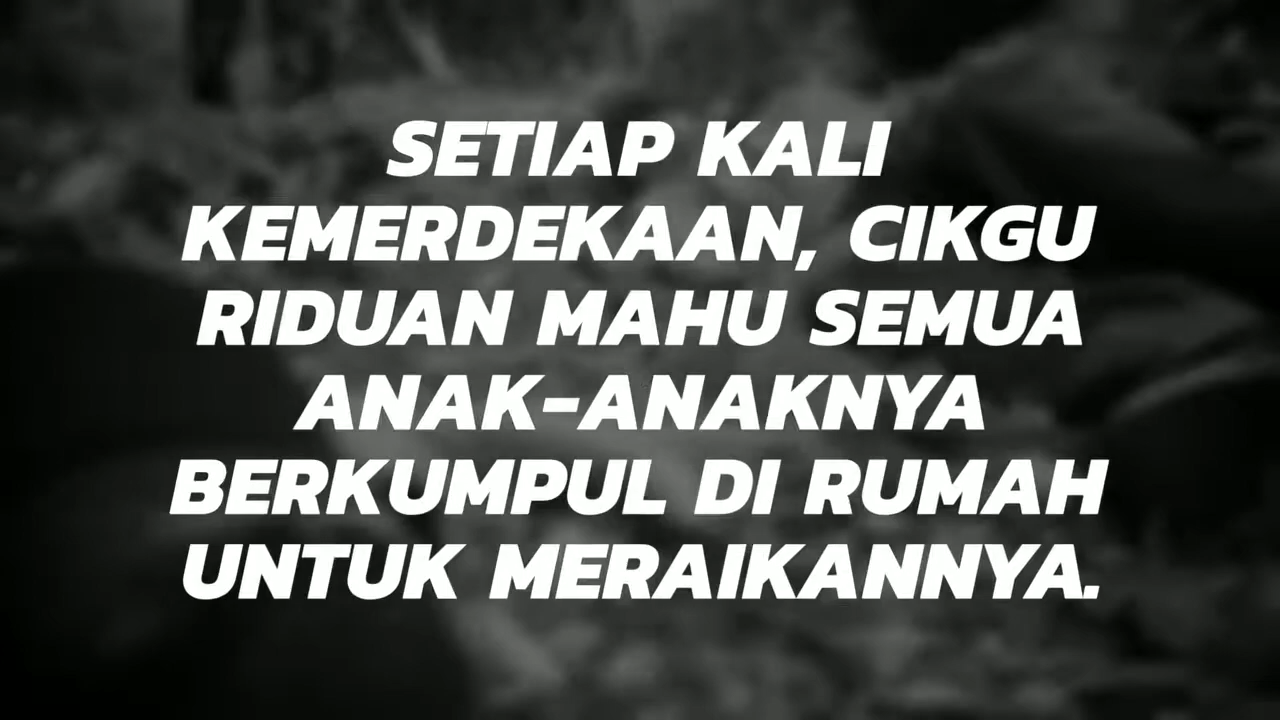 SETIAP KALI
KEMERDEKAAN, CIKGU
RIDUAN MAHU SEMUA
ANAK-ANAKNYA
BERKUMPUL DI RUMAH
UNTUK MERAIKANNYA.